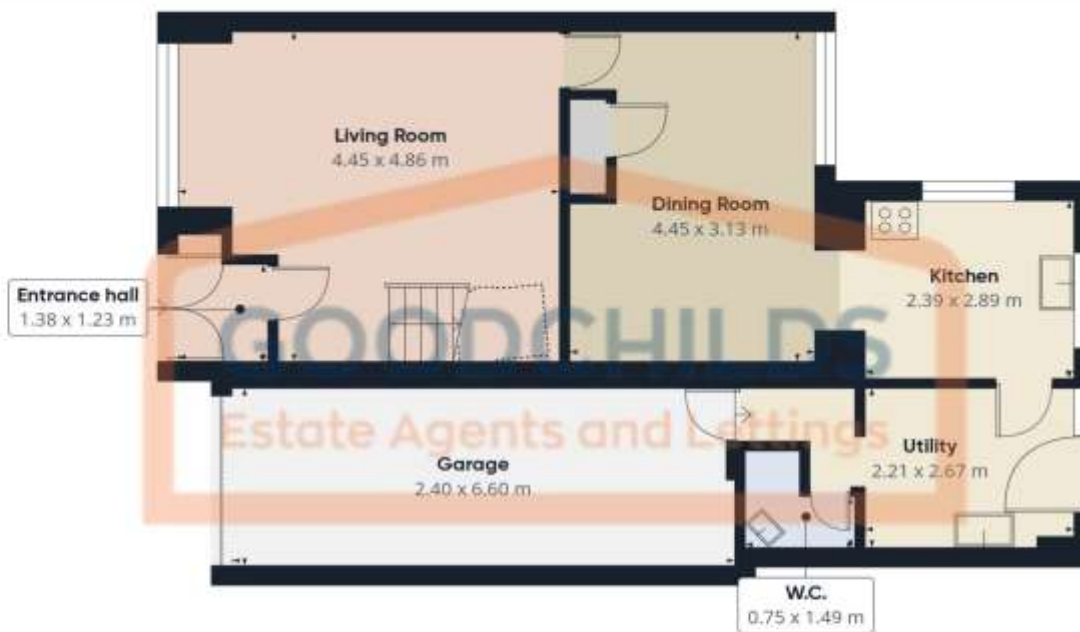 Living Room
4.45 x 4.86 m
Dining Room
4.45 x 3.13 m
Kitchen
2.39 x 2.89 m
Entrance hall
1.38 x 1.23 m
GOODCHILDS
Estate Agents and Lettings
Utility
2.21 x 2.67 m
Garage
2.40 x 6.60 m
W.C.
0.75 x 1.49 m